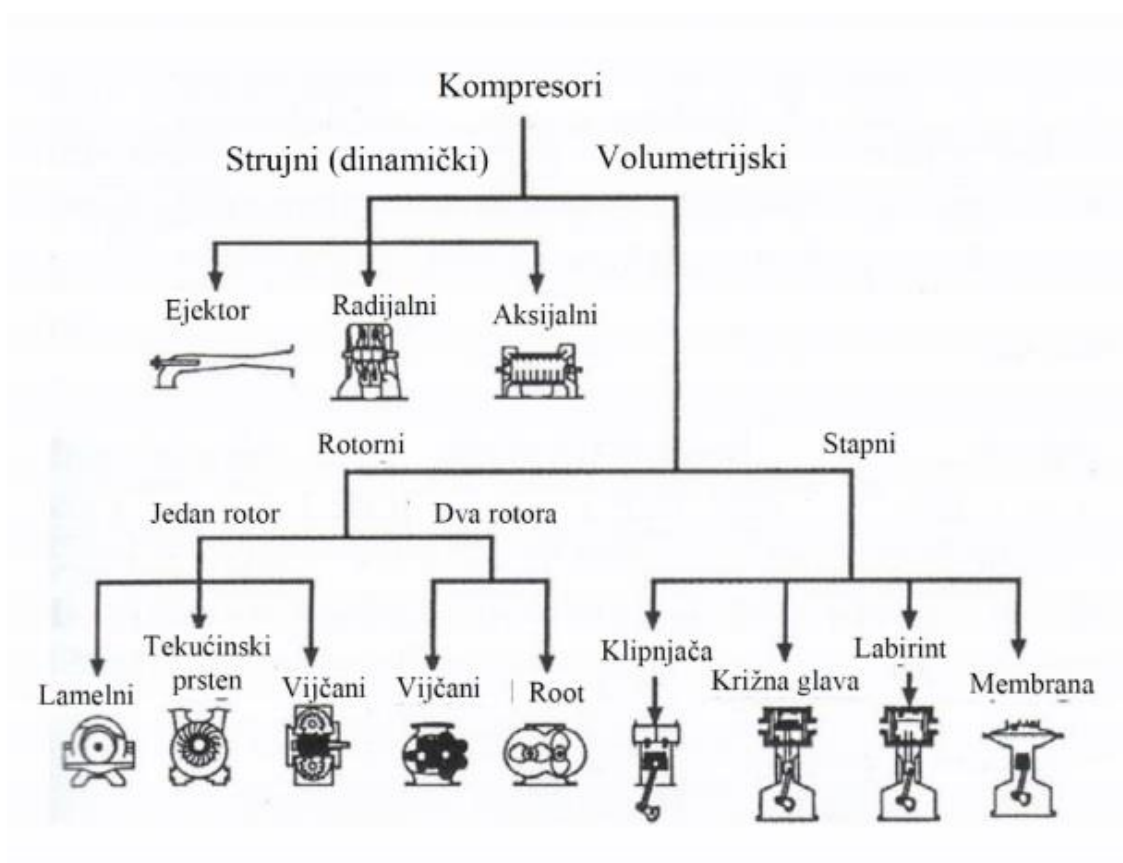 Kompresori
Strujni (dinamički)
Volumetrijski
Ejektor
Radijalni
Aksijalni
Rotorni
Stapni
Jedan rotor
Dva rotora
Lamelni
Tekućinski
prsten
Vijčani
Vijčani
Root
Klipnjača
Križna glava
Labirint
Membrana